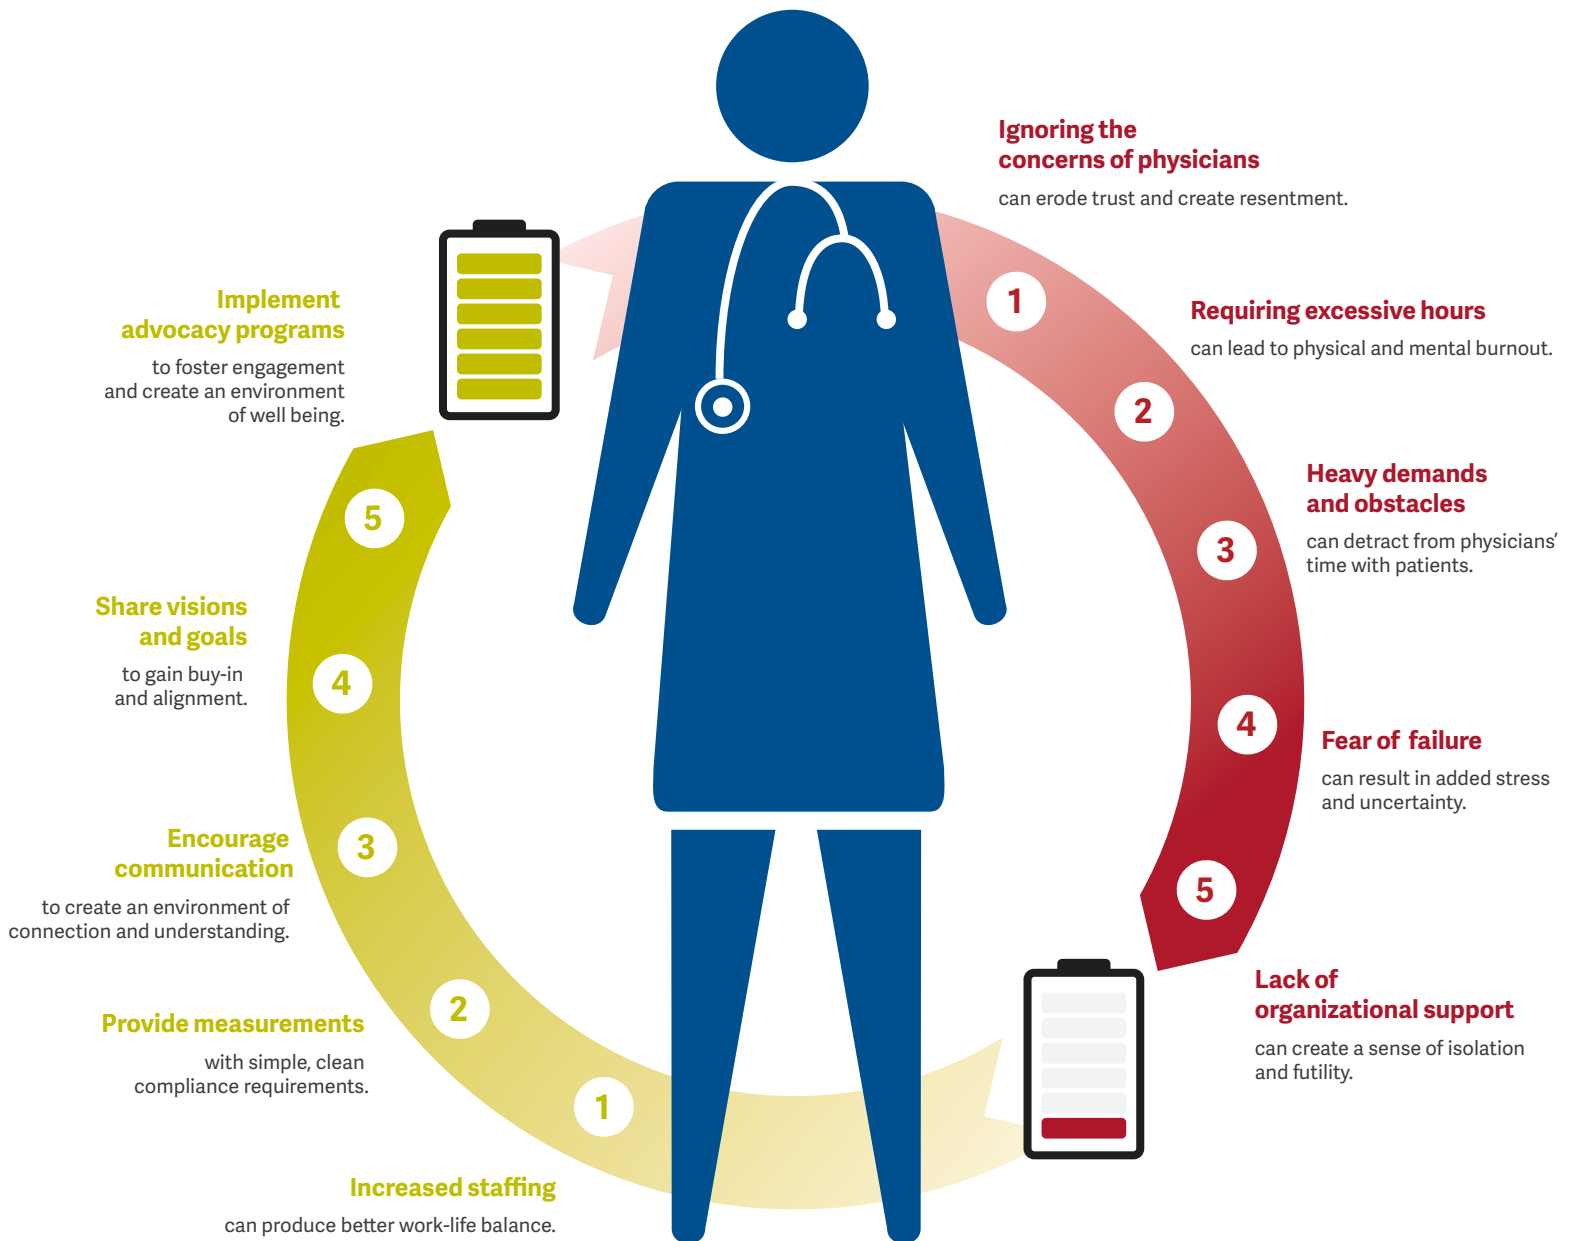 Ignoring the
concerns of physicians
can erode trust and create resentment.
1
Requiring excessive hours
can lead to physical and mental burnout.
2
Heavy demands
and obstacles
can detract from physicians’
time with patients.
3
Fear of failure
can result in added stress
and uncertainty.
4
Lack of
organizational support
can create a sense of isolation
and futility.
5
Increased staffing
can produce better work-life balance.
1
Provide measurements
with simple, clean
compliance requirements.
2
Encourage
communication
to create an environment of
connection and understanding.
3
Share visions
and goals
to gain buy-in
and alignment.
4
Implement
advocacy programs
to foster engagement
and create an environment
of well being.
5